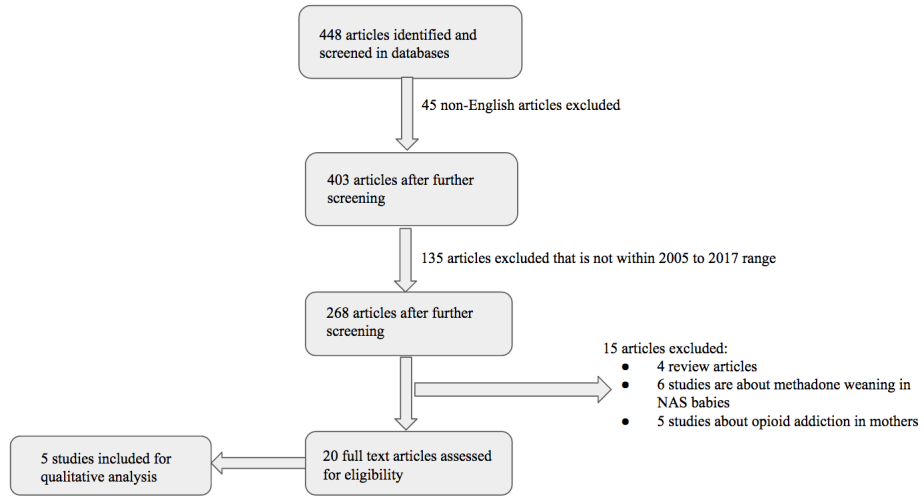 448 articles identified and
screened in databases
45 non-English articles excluded
403 articles after further
screening
135 articles excluded that is not within 2005 to 2017 range
268 articles after further
screening
15 articles excluded:
● 4 review articles
● 6 studies are about methadone weaning in
NAS babies
● 5 studies about opioid addiction in mothers
20 full text articles assessed
for eligibility
5 studies included for
qualitative analysis